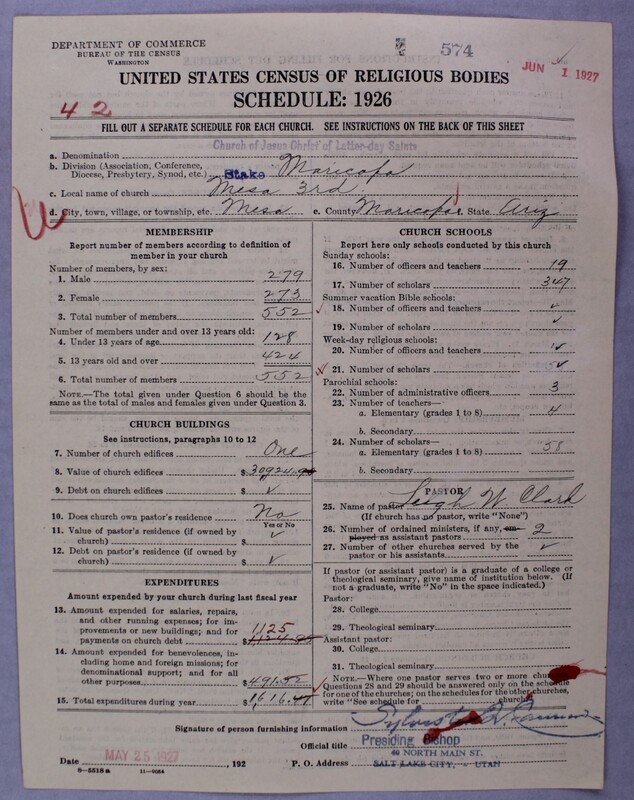 574
JUN 1 1927
DEPARTMENT OF COMMERCE
BUREAU OF THE CENSUS
WASHINGTON
UNITED STATES CENSUS OF RELIGIOUS BODIES
SCHEDULE: 1926
42
FILL OUT A SEPARATE SCHEDULE FOR EACH CHURCH. SEE INSTRUCTIONS ON THE BACK OF THIS SHEET
Church of Jesus Christ of Latter-day Saints
a. Denomination
b. Division (Association, Conference, Diocese, Presbytery, Synod, etc.) Stake Maricopa
c. Local name of church Mesa 3rd
d. City, town, village, or township, etc. Mesa e. County Maricopa State Ariz
MEMBERSHIP
Report number of members according to definition of
member in your church
Number of members, by sex:
1. Male 279
2. Female 273
3. Total number of members 552
Number of members under and over 13 years old:
4. Under 13 years of age 128
5. 13 years old and over 424
6. Total number of members 552
NOTE.—The total given under Question 6 should be
same as the total of males and females given under Question 3.
CHURCH BUILDINGS
See instructions, paragraphs 10 to 12
7. Number of church edifices One
8. Value of church edifices $
9. Debt on church edifices $ ✓
10. Does church own pastor's residence No
Yes or No
11. Value of pastor's residence (if owned by
church) $ ✓
12. Debt on pastor's residence (if owned by
church) $ ✓
EXPENDITURES
Amount expended by your church during last fiscal year
13. Amount expended for salaries, repairs,
and other running expenses; for im-
provements or new buildings; and for
payments on church debt $ 1,125
14. Amount expended for benevolences, in-
cluding home and foreign missions; for
denominational support; and for all
other purposes $ 491.52
15. Total expenditures during year $ 1,616.47
CHURCH SCHOOLS
Report here only schools conducted by this church
Sunday schools:
16. Number of officers and teachers 19
17. Number of scholars 347
Summer vacation Bible schools:
18. Number of officers and teachers ✓
19. Number of scholars ✓
Week-day religious schools:
20. Number of officers and teachers ✓
21. Number of scholars ✓
Parochial schools:
22. Number of administrative officers 3
23. Number of teachers—
a. Elementary (grades 1 to 8) 4
b. Secondary
24. Number of scholars—
a. Elementary (grades 1 to 8) 58
b. Secondary
PASTOR
25. Name of pastor Leigh W Clark
(If church has no pastor, write "None")
26. Number of ordained ministers, if any, em-
ployed as assistant pastors 2
27. Number of other churches served by the
pastor or his assistants ✓
If pastor (or assistant pastor) is a graduate of a college or
theological seminary, give name of institution below. (If
not a graduate, write "No" in the space indicated.)
Pastor:
28. College
29. Theological seminary
Assistant pastor:
30. College
31. Theological seminary
NOTE.—Where one pastor serves two or more
Questions 28 and 29 should be answered only on the schedule
for one of the churches; on the schedules for the other churches,
write "See schedule for church."
Signature of person furnishing information
Official title Presiding Bishop
Date MAY 25 1927, 192 P. O. Address 40 NORTH MAIN ST.
SALT LAKE CITY, UTAH
8—5518 a 11—9054